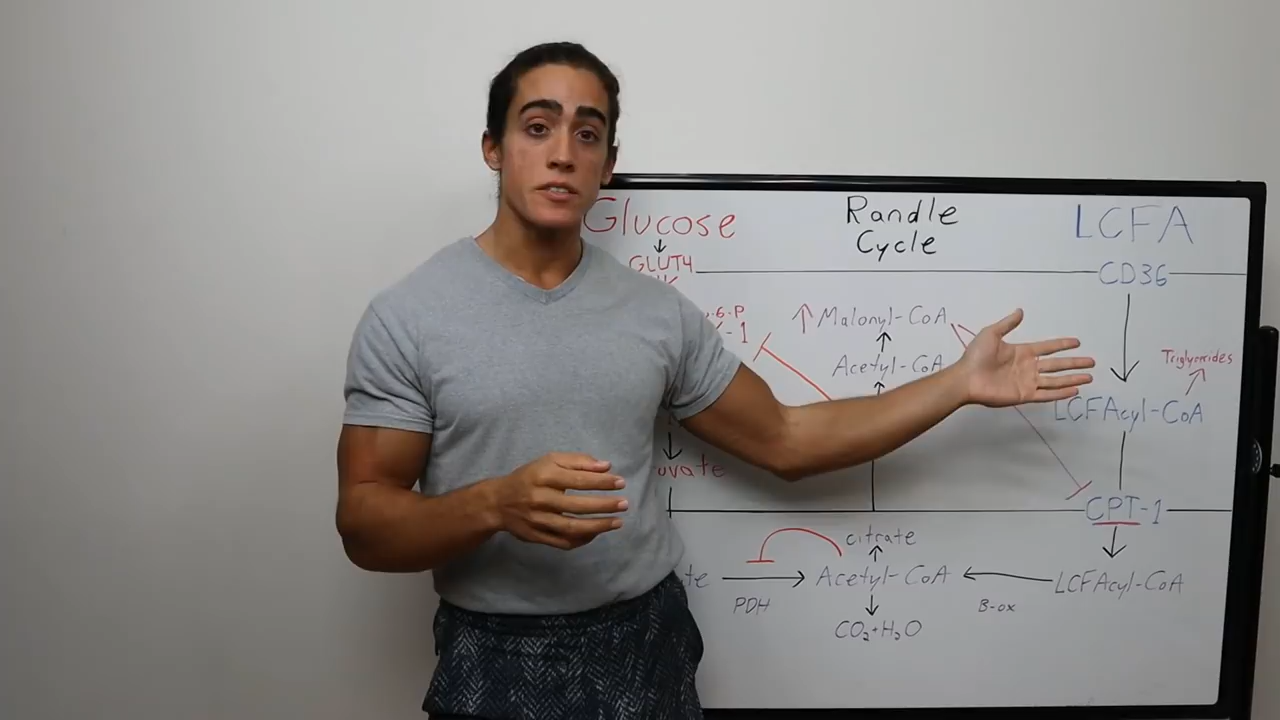 Glucose
Randle
Cycle
LCFA
GLUT4
CD36
↑ Malonyl-CoA
Acetyl-CoA
Triglycerides
LCFAcyl-CoA
CPT-1
citrate
Acetyl-CoA
LCFAcyl-CoA
PDH
B-ox
CO₂+H₂O